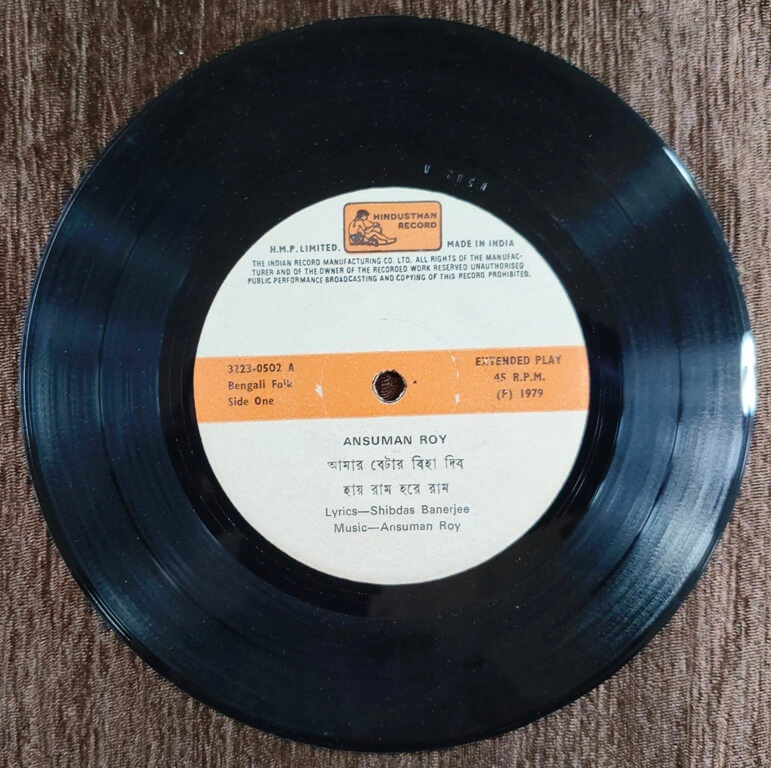 HINDUSTHAN
RECORD
H.M.P. LIMITED. MADE IN INDIA
THE INDIAN RECORD MANUFACTURING CO. LTD. ALL RIGHTS OF THE MANUFAC-
TURER AND OF THE OWNER OF THE RECORDED WORK RESERVED UNAUTHORISED
PUBLIC PERFORMANCE BROADCASTING AND COPYING OF THIS RECORD PROHIBITED.
3223-0502 A
Bengali Folk
Side One
EXTENDED PLAY
45 R.P.M.
(P) 1979
ANSUMAN ROY
আমার বেটার বিহা দিব
হায় রাম হরে রাম
Lyrics—Shibdas Banerjee
Music—Ansuman Roy